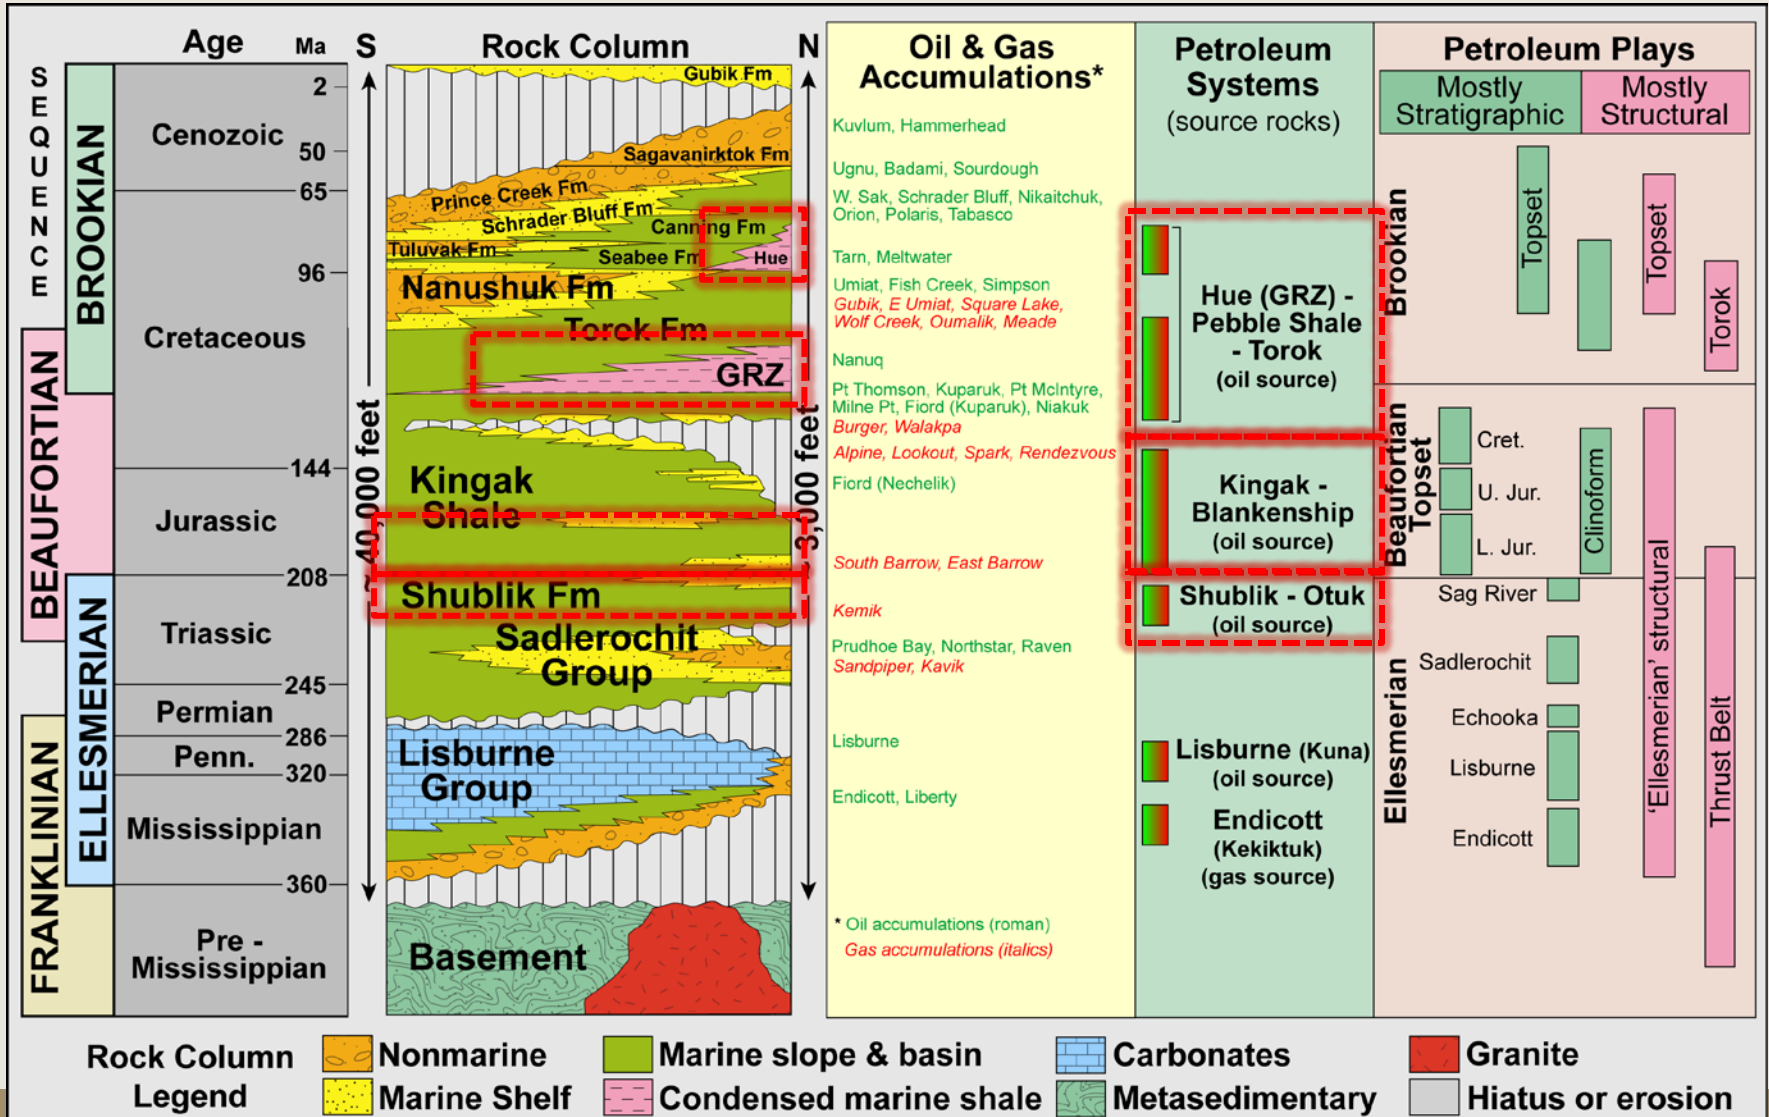 SEQUENCE
Age
Ma
S
Rock Column
N
Oil & Gas
Accumulations*
Petroleum
Systems
(source rocks)
Petroleum Plays
Mostly
Stratigraphic
Mostly
Structural
BROOKIAN
BEAUFORTIAN
ELLESMERIAN
FRANKLINIAN
2
Cenozoic
50
65
96
Cretaceous
144
Jurassic
208
Triassic
245
Permian
286
Penn.
320
Mississippian
360
Pre -
Mississippian
~ 40,000 feet
3,000 feet
Gubik Fm
Sagavanirktok Fm
Prince Creek Fm
Schrader Bluff Fm
Canning Fm
Tuluvak Fm
Seabee Fm
Hue
Nanushuk Fm
Torok Fm
GRZ
Kingak
Shale
Shublik Fm
Sadlerochit
Group
Lisburne
Group
Basement
Kuvlum, Hammerhead
Ugnu, Badami, Sourdough
W. Sak, Schrader Bluff, Nikaitchuk,
Orion, Polaris, Tabasco
Tarn, Meltwater
Umiat, Fish Creek, Simpson
Gubik, E Umiat, Square Lake,
Wolf Creek, Oumalik, Meade
Nanuq
Pt Thomson, Kuparuk, Pt McIntyre,
Milne Pt, Fiord (Kuparuk), Niakuk
Burger, Walakpa
Alpine, Lookout, Spark, Rendezvous
Fiord (Nechelik)
South Barrow, East Barrow
Kemik
Prudhoe Bay, Northstar, Raven
Sandpiper, Kavik
Lisburne
Endicott, Liberty
* Oil accumulations (roman)
Gas accumulations (italics)
Hue (GRZ) -
Pebble Shale
- Torok
(oil source)
Kingak -
Blankenship
(oil source)
Shublik - Otuk
(oil source)
Lisburne (Kuna)
(oil source)
Endicott
(Kekiktuk)
(gas source)
Brookian
Topset
Topset
Torok
Beaufortian
Topset
Cret.
U. Jur.
L. Jur.
Clinoform
Ellesmerian
Sag River
Sadlerochit
Echooka
Lisburne
Endicott
'Ellesmerian' structural
Thrust Belt
Rock Column
Legend
Nonmarine
Marine slope & basin
Carbonates
Granite
Marine Shelf
Condensed marine shale
Metasedimentary
Hiatus or erosion